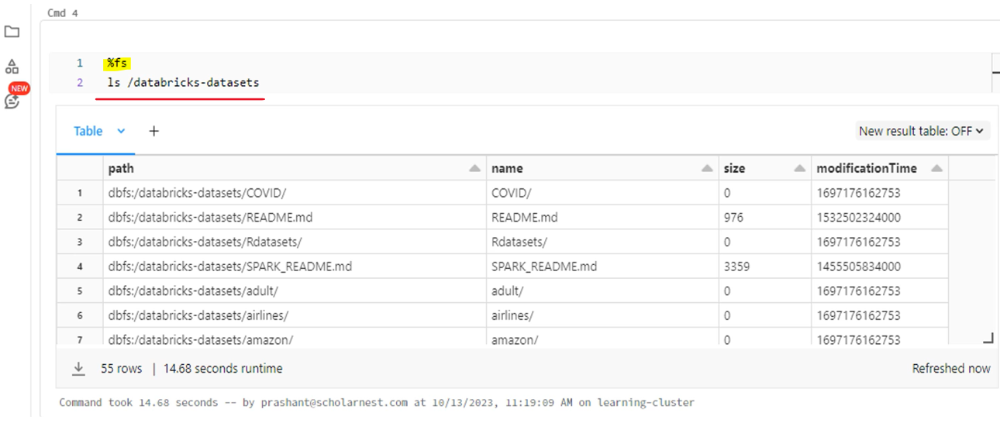 Cmd 4
NEW
1 %fs
2 ls /databricks-datasets
Table +
New result table: OFF
path name size modificationTime
1 dbfs:/databricks-datasets/COVID/ COVID/ 0 1697176162753
2 dbfs:/databricks-datasets/README.md README.md 976 1532502324000
3 dbfs:/databricks-datasets/Rdatasets/ Rdatasets/ 0 1697176162753
4 dbfs:/databricks-datasets/SPARK_README.md SPARK_README.md 3359 1455505834000
5 dbfs:/databricks-datasets/adult/ adult/ 0 1697176162753
6 dbfs:/databricks-datasets/airlines/ airlines/ 0 1697176162753
7 dbfs:/databricks-datasets/amazon/ amazon/ 0 1697176162753
55 rows | 14.68 seconds runtime
Refreshed now
Command took 14.68 seconds -- by prashant@scholarnest.com at 10/13/2023, 11:19:09 AM on learning-cluster